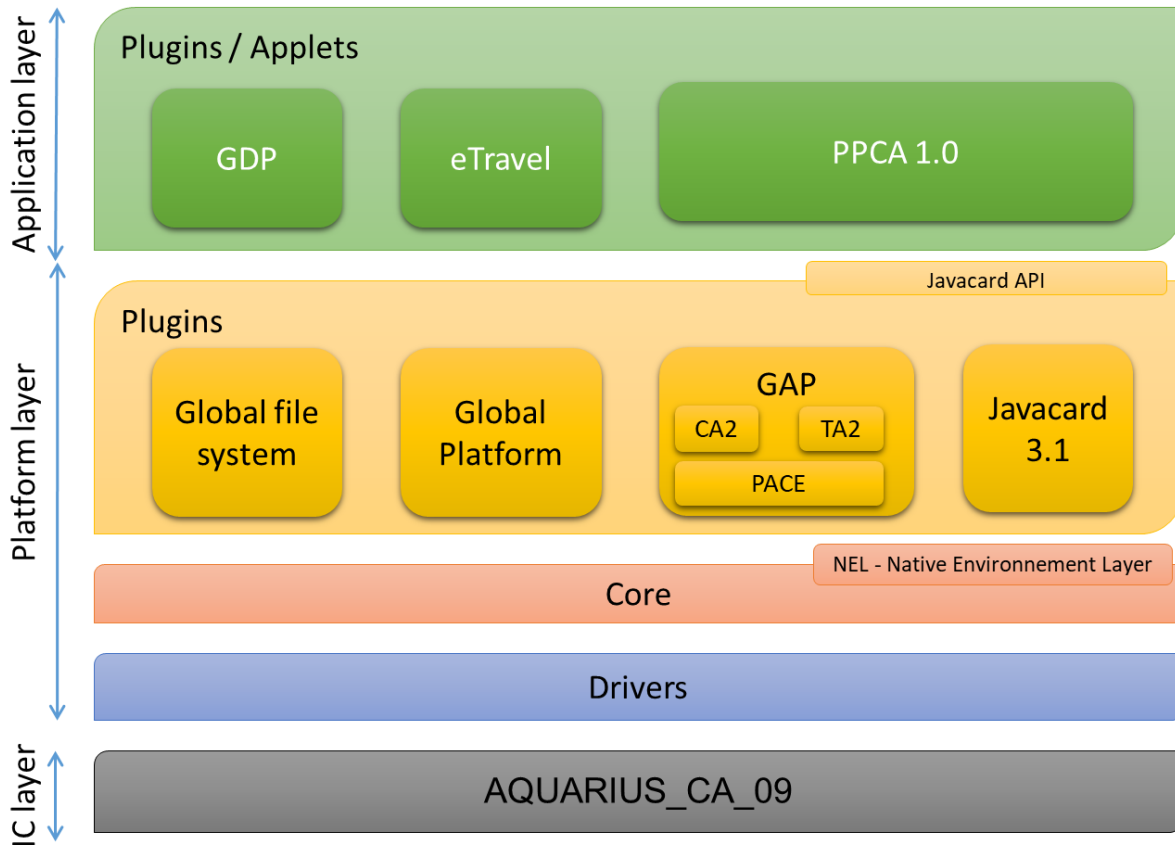 Application layer
Plugins / Applets
GDP
eTravel
PPCA 1.0
Platform layer
Javacard API
Plugins
Global file
system
Global
Platform
GAP
CA2
TA2
PACE
Javacard
3.1
NEL - Native Environnement Layer
Core
Drivers
IC layer
AQUARIUS_CA_09